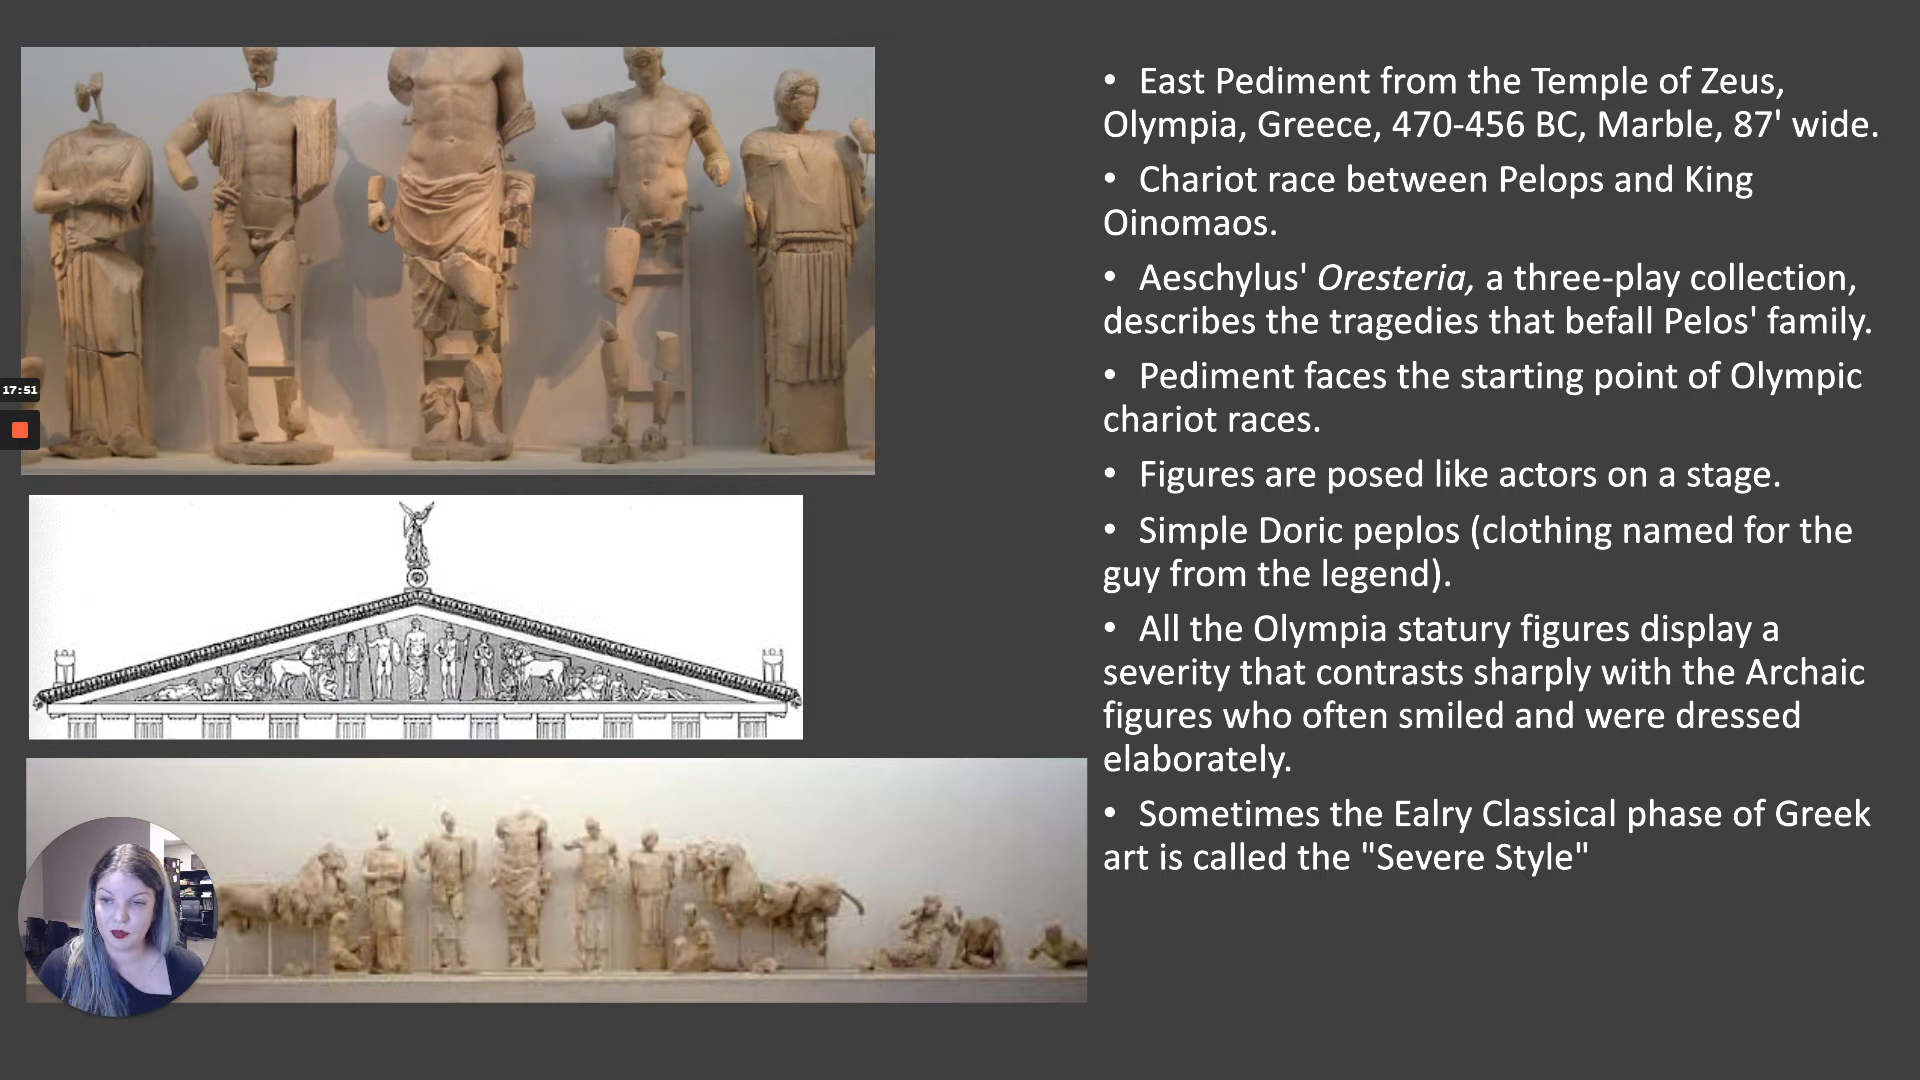 • East Pediment from the Temple of Zeus,
Olympia, Greece, 470-456 BC, Marble, 87' wide.
• Chariot race between Pelops and King
Oinomaos.
• Aeschylus' Oresteria, a three-play collection,
describes the tragedies that befall Pelos' family.
• Pediment faces the starting point of Olympic
chariot races.
• Figures are posed like actors on a stage.
• Simple Doric peplos (clothing named for the
guy from the legend).
• All the Olympia statury figures display a
severity that contrasts sharply with the Archaic
figures who often smiled and were dressed
elaborately.
• Sometimes the Ealry Classical phase of Greek
art is called the "Severe Style"
17:51